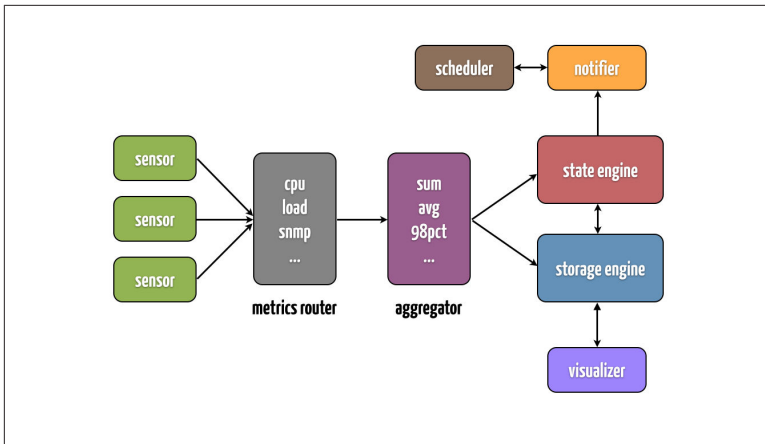 scheduler
notifier
sensor
sensor
sensor
cpu
load
snmp
...
metrics router
sum
avg
98pct
...
aggregator
state engine
storage engine
visualizer